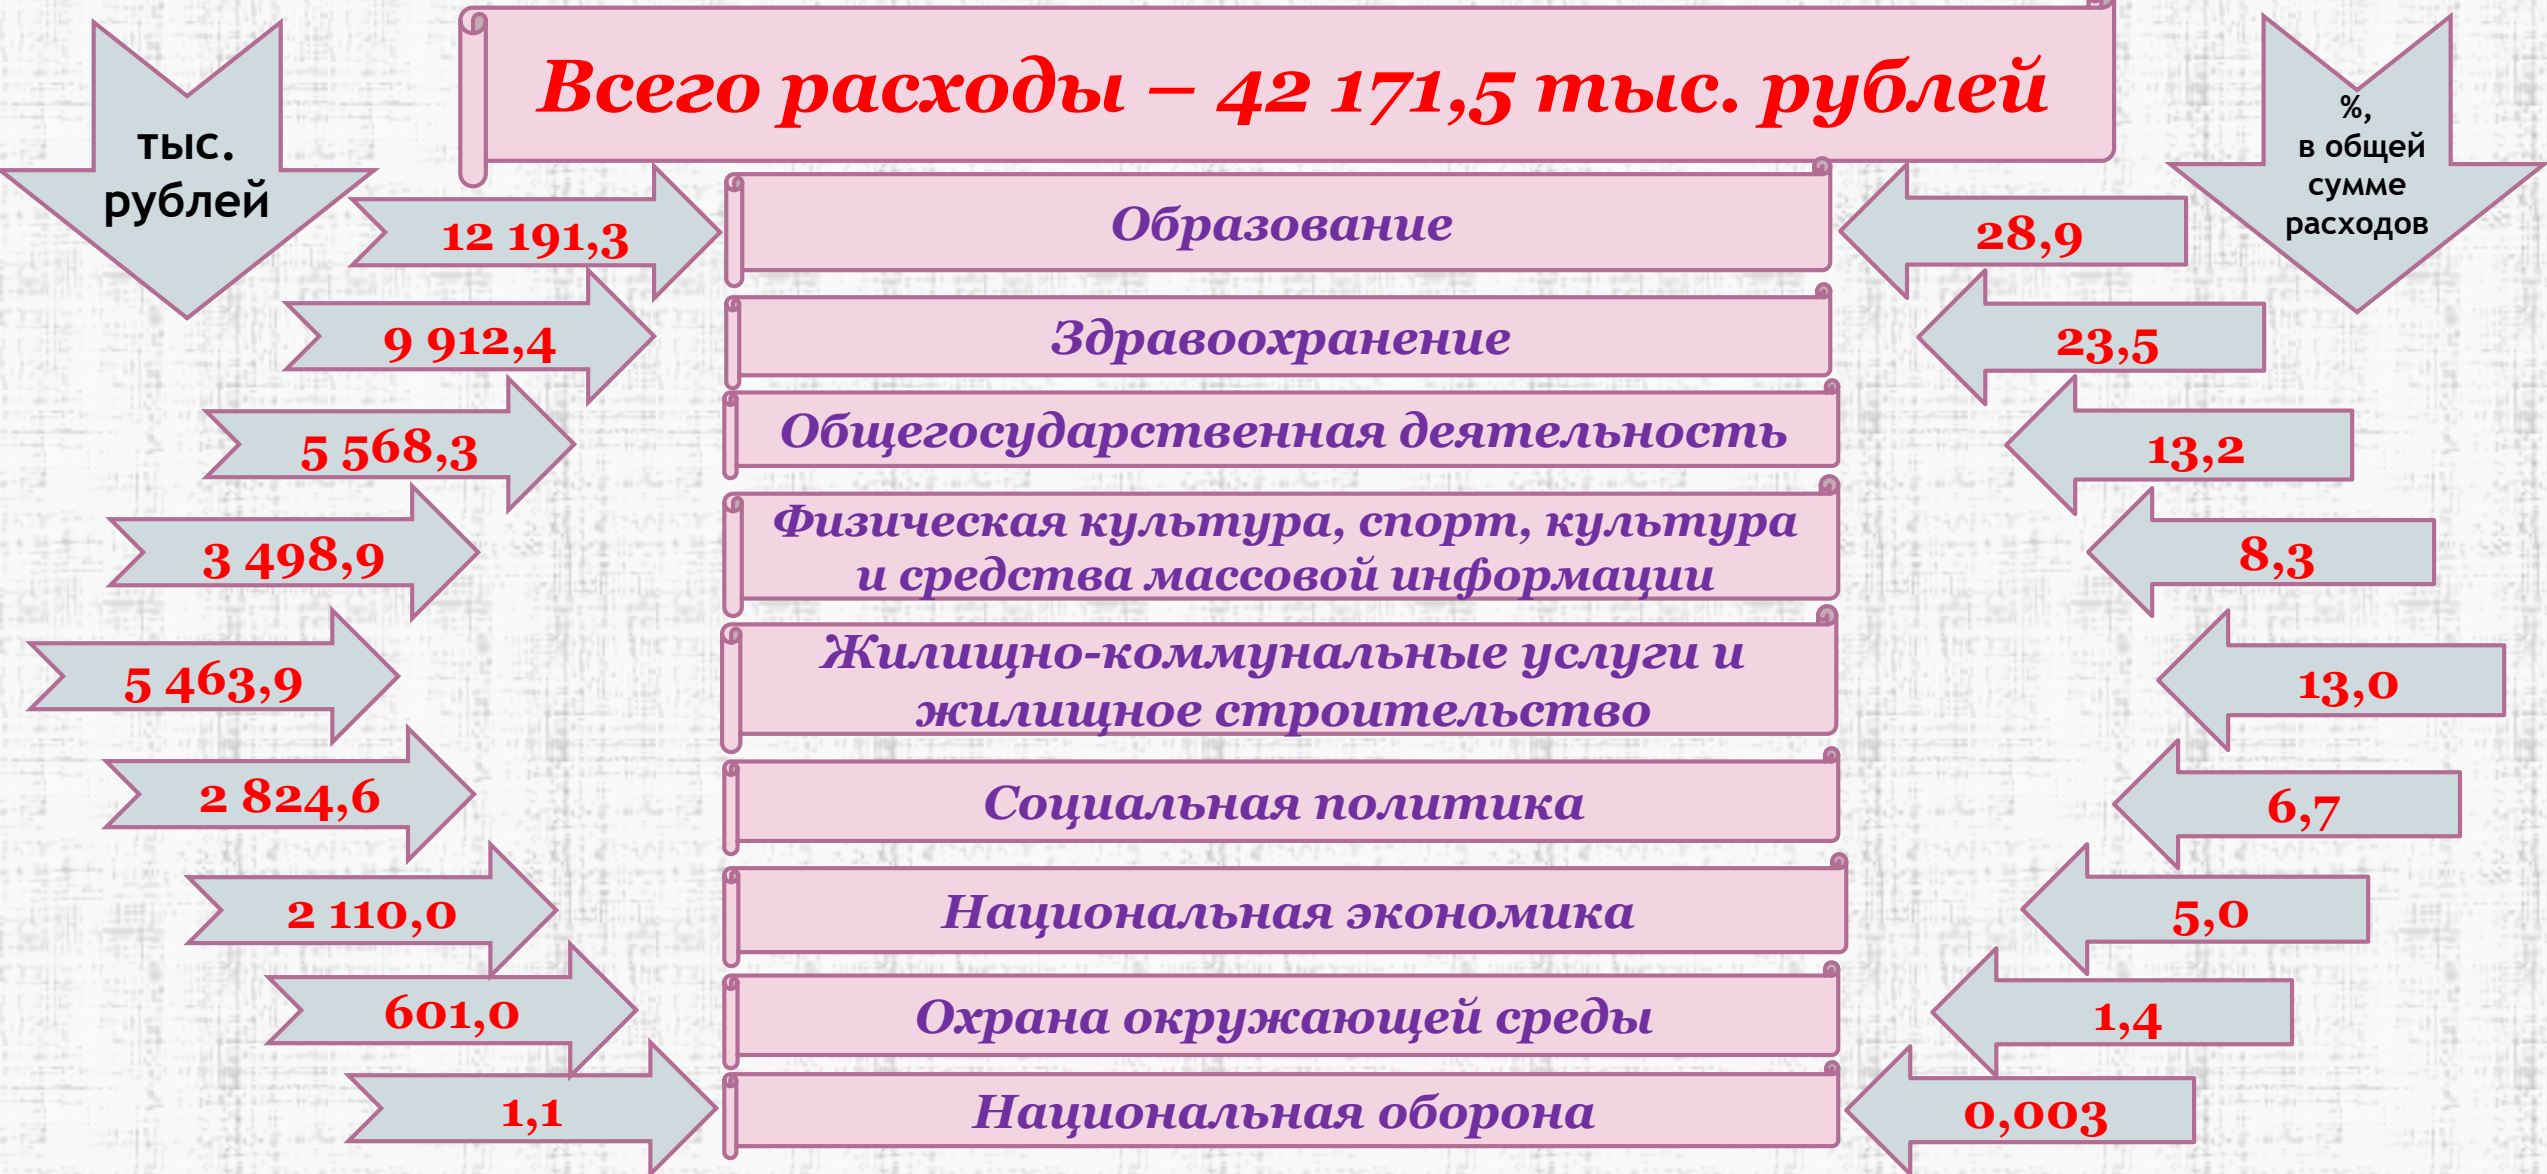 Всего расходы – 42 171,5 тыс. рублей
тыс.
рублей
%,
в общей
сумме
расходов
12 191,3
Образование
28,9
9 912,4
Здравоохранение
23,5
5 568,3
Общегосударственная деятельность
13,2
3 498,9
Физическая культура, спорт, культура
и средства массовой информации
8,3
5 463,9
Жилищно-коммунальные услуги и
жилищное строительство
13,0
2 824,6
Социальная политика
6,7
2 110,0
Национальная экономика
5,0
601,0
Охрана окружающей среды
1,4
1,1
Национальная оборона
0,003